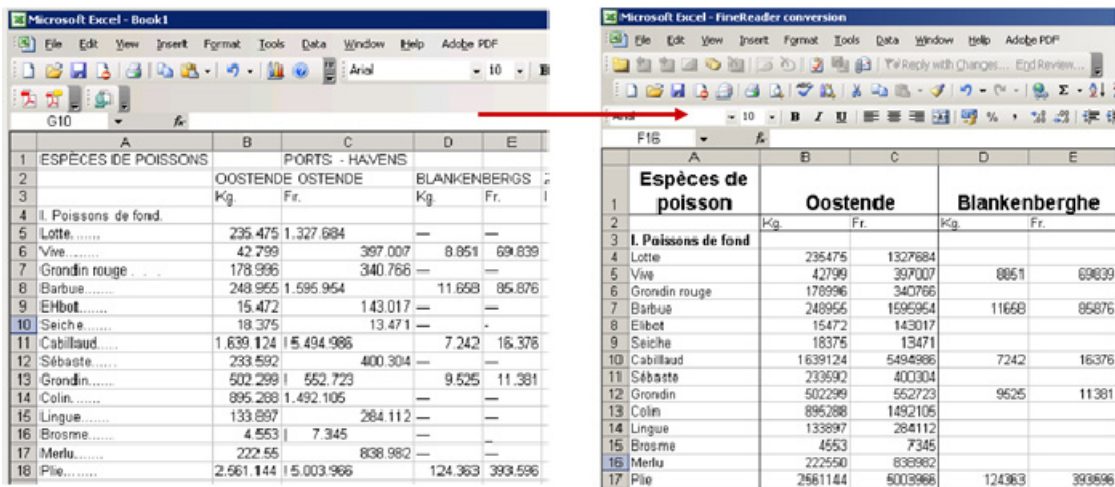 Microsoft Excel - Book1
File Edit View Insert Format Tools Data Window Help Adobe PDF
Arial 10
G10 fx
A B C D E
1 ESPÈCES DE POISSONS PORTS - HAVENS
2 OOSTENDE OSTENDE BLANKENBERGS
3 Kg. Fr. Kg. Fr.
4 I. Poissons de fond.
5 Lotte....... 235.475 1.327.684 — —
6 Vive......... 42.799 397.007 8.851 69.839
7 Grondin rouge . . . 178.996 340.766 — —
8 Barbue....... 248.955 1.595.954 11.658 85.876
9 EHbot....... 15.472 143.017 — —
10 Seiche....... 18.375 13.471 — -
11 Cabillaud...... 1.639.124 I 5.494.986 7.242 16.376
12 Sébaste....... 233.592 400.304 — —
13 Grondin....... 502.299 | 552.723 9.525 11.381
14 Colin........ 895.288 1.492.105 — —
15 Lingue........ 133.897 284.112 — —
16 Brosme....... 4.553 | 7.345 — _
17 Merlu........ 222.55 838.982 — —
18 Plie......... 2.561.144 I 5.003.966 124.363 393.596
Microsoft Excel - FineReader conversion
File Edit View Insert Format Tools Data Window Help Adobe PDF
Reply with Changes... End Review...
Arial 10 B I U
F16 fx
A B C D E
1 Espèces de poisson Oostende Blankenberghe
2 Kg. Fr. Kg. Fr.
3 I. Poissons de fond
4 Lotte 235475 1327684
5 Vive 42799 397007 8851 69839
6 Grondin rouge 178996 340766
7 Barbue 248955 1595954 11658 85876
8 Elibot 15472 143017
9 Seiche 18375 13471
10 Cabillaud 1639124 5494986 7242 16376
11 Sébaste 233592 400304
12 Grondin 502299 552723 9525 11381
13 Colin 895288 1492105
14 Lingue 133897 284112
15 Brosme 4553 7345
16 Merlu 222550 838982
17 Plie 2561144 5003966 124363 393596